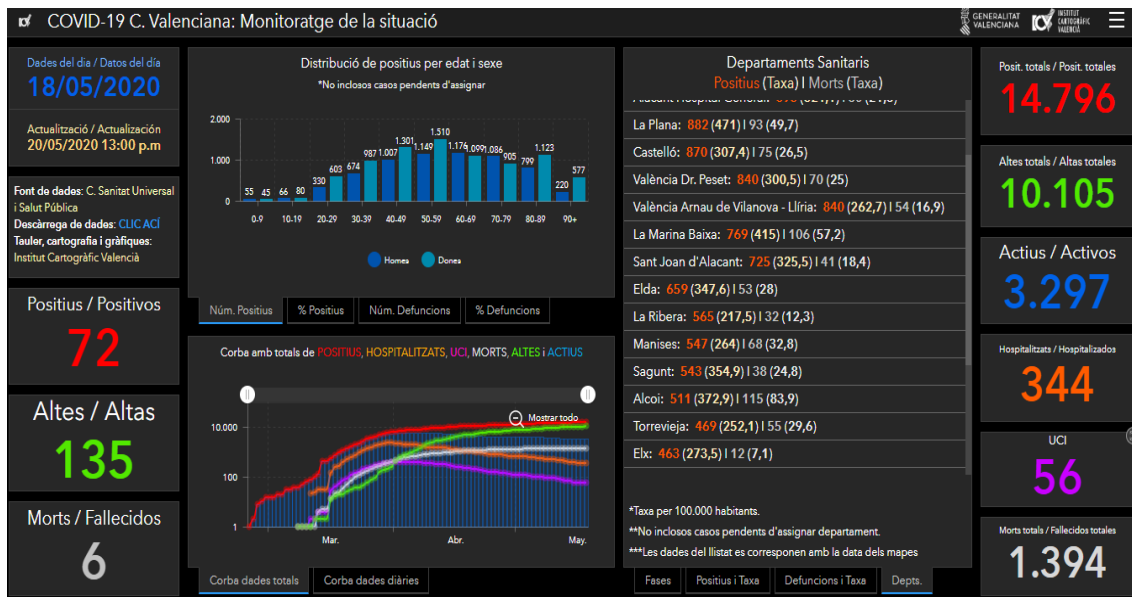 COVID-19 C. Valenciana: Monitoratge de la situació
GENERALITAT
VALENCIANA
INSTITUT
CARTOGRÀFIC
VALENCIÀ
Dades del dia / Datos del día
18/05/2020
Actualització / Actualización
20/05/2020 13:00 p.m
Font de dades: C. Sanitat Universal
i Salut Pública
Descàrrega de dades: CLIC ACÍ
Tauler, cartografia i gràfiques:
Institut Cartogràfic Valencià
Positius / Positivos
72
Altes / Altas
135
Morts / Fallecidos
6
Distribució de positius per edat i sexe
*No inclosos casos pendents d'assignar
2.000
1.000
0
55 45 66 80 330 603 674 987 1.007 1.301 1.149 1.510 1.176 1.099 1.086 905 799 1.123 220 577
0-9 10-19 20-29 30-39 40-49 50-59 60-69 70-79 80-89 90+
Homes Dones
Núm. Positius % Positius Núm. Defuncions % Defuncions
Corba amb totals de POSITIUS, HOSPITALITZATS, UCI, MORTS, ALTES i ACTIUS
Mostrar todo
10.000
100
1
Mar. Abr. May.
Corba dades totals Corba dades diàries
Departaments Sanitaris
Positius (Taxa) | Morts (Taxa)
La Plana: 882 (471) | 93 (49,7)
Castelló: 870 (307,4) | 75 (26,5)
València Dr. Peset: 840 (300,5) | 70 (25)
València Arnau de Vilanova - Llíria: 840 (262,7) | 54 (16,9)
La Marina Baixa: 769 (415) | 106 (57,2)
Sant Joan d'Alacant: 725 (325,5) | 41 (18,4)
Elda: 659 (347,6) | 53 (28)
La Ribera: 565 (217,5) | 32 (12,3)
Manises: 547 (264) | 68 (32,8)
Sagunt: 543 (354,9) | 38 (24,8)
Alcoi: 511 (372,9) | 115 (83,9)
Torrevieja: 469 (252,1) | 55 (29,6)
Elx: 463 (273,5) | 12 (7,1)
*Taxa per 100.000 habitants.
**No inclosos casos pendents d'assignar departament.
***Les dades del llistat es corresponen amb la data dels mapes
Fases Positius i Taxa Defuncions i Taxa Depts.
Posit. totals / Posit. totales
14.796
Altes totals / Altas totales
10.105
Actius / Activos
3.297
Hospitalitzats / Hospitalizados
344
UCI
56
Morts totals / Fallecidos totales
1.394